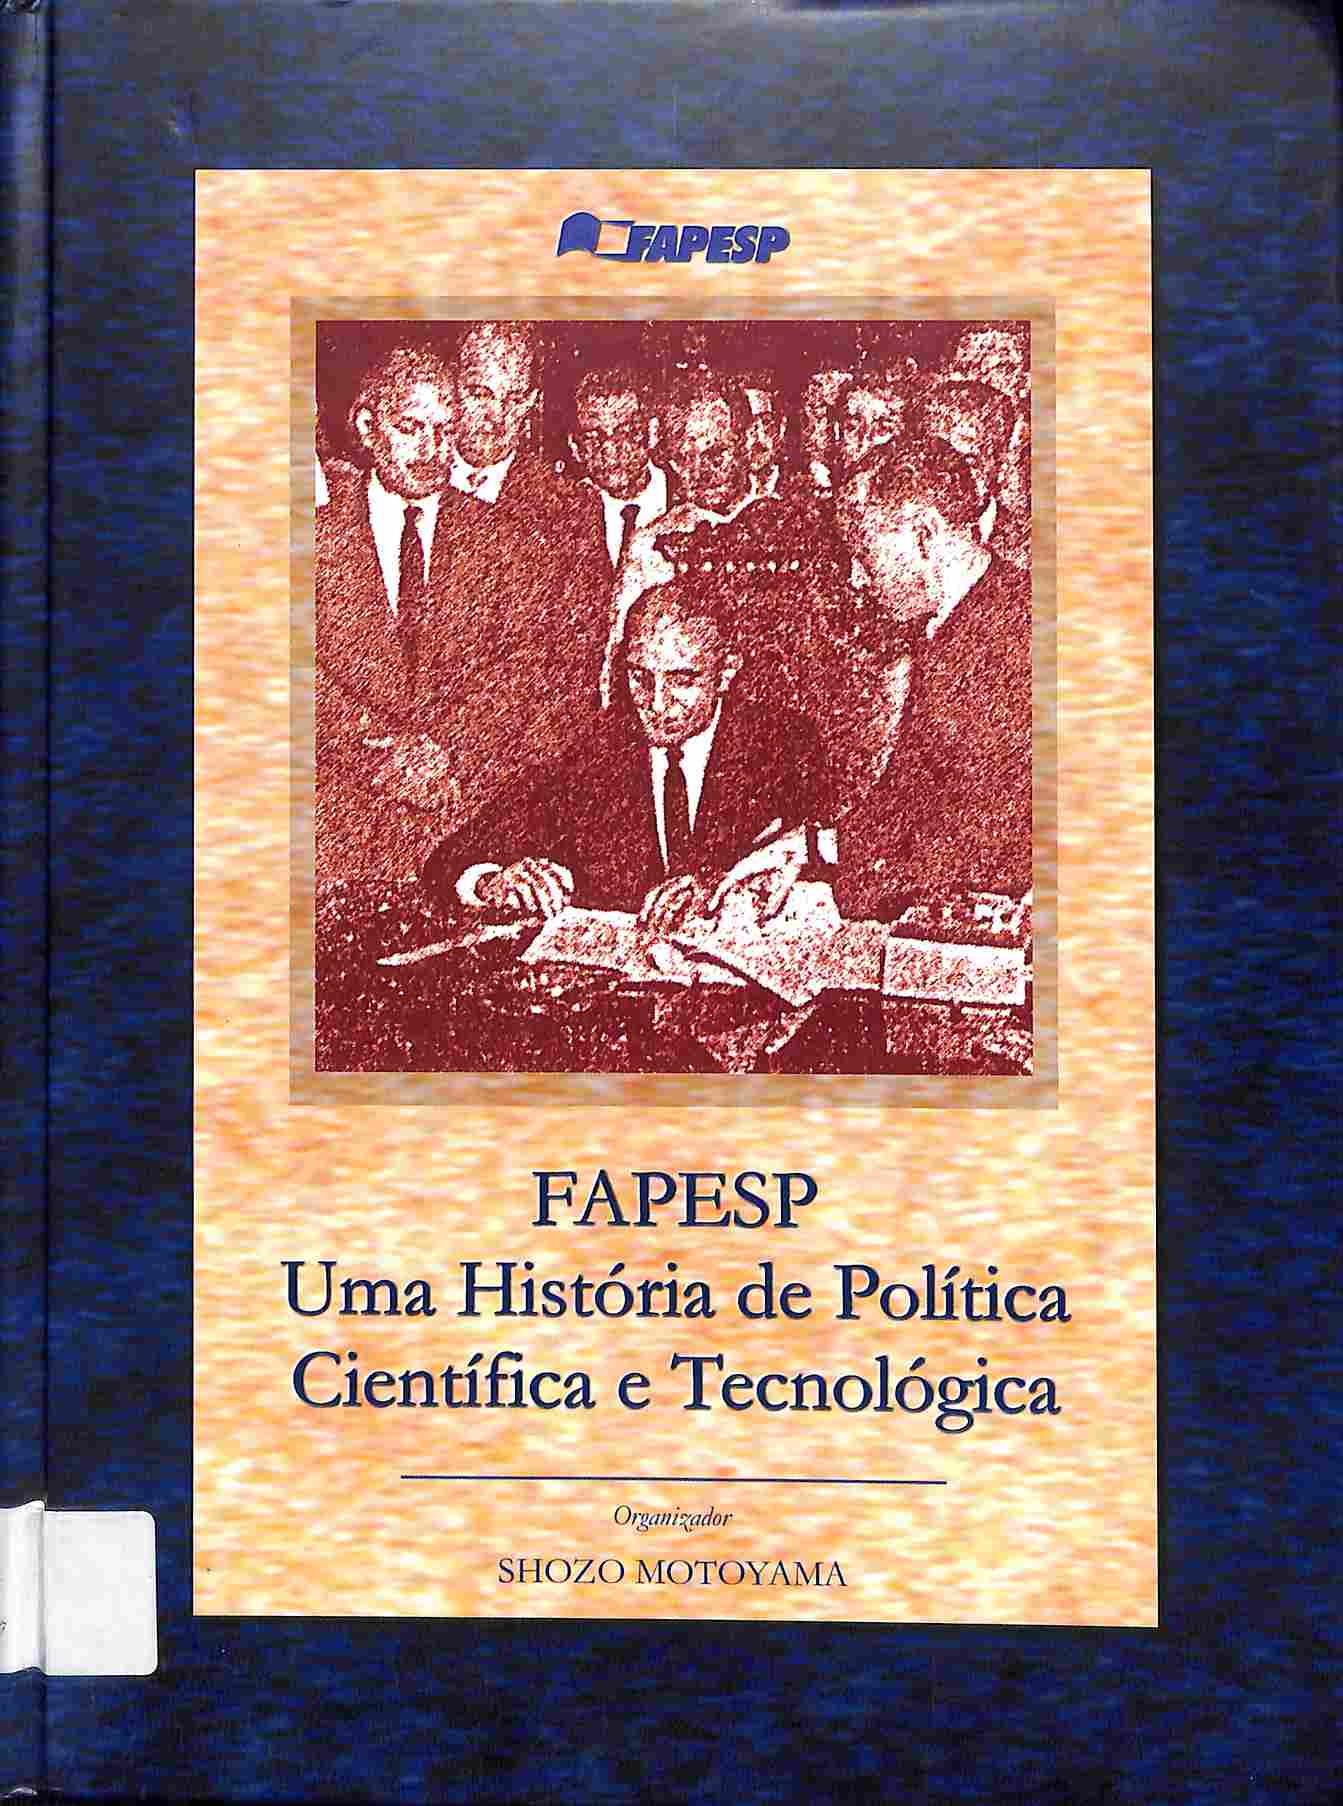 FAPESP
FAPESP
Uma História de Política
Científica e Tecnológica
Organizador
SHOZO MOTOYAMA